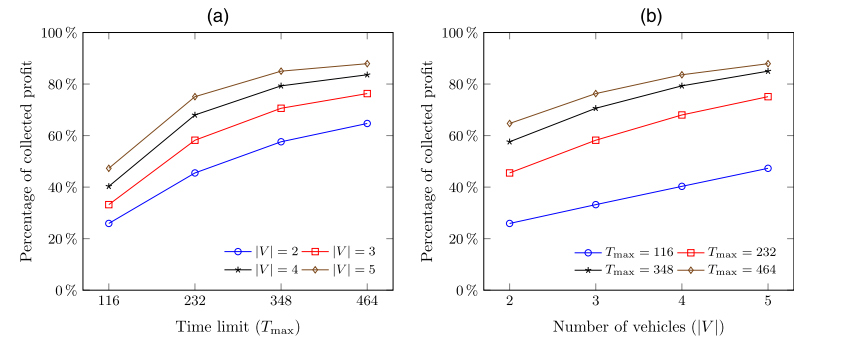 (a)
Percentage of collected profit
100 %
80 %
60 %
40 %
20 %
0 %
116 232 348 464
Time limit (Tmax)
|V| = 2 |V| = 3
|V| = 4 |V| = 5
(b)
Percentage of collected profit
100 %
80 %
60 %
40 %
20 %
0 %
2 3 4 5
Number of vehicles (|V|)
Tmax = 116 Tmax = 232
Tmax = 348 Tmax = 464